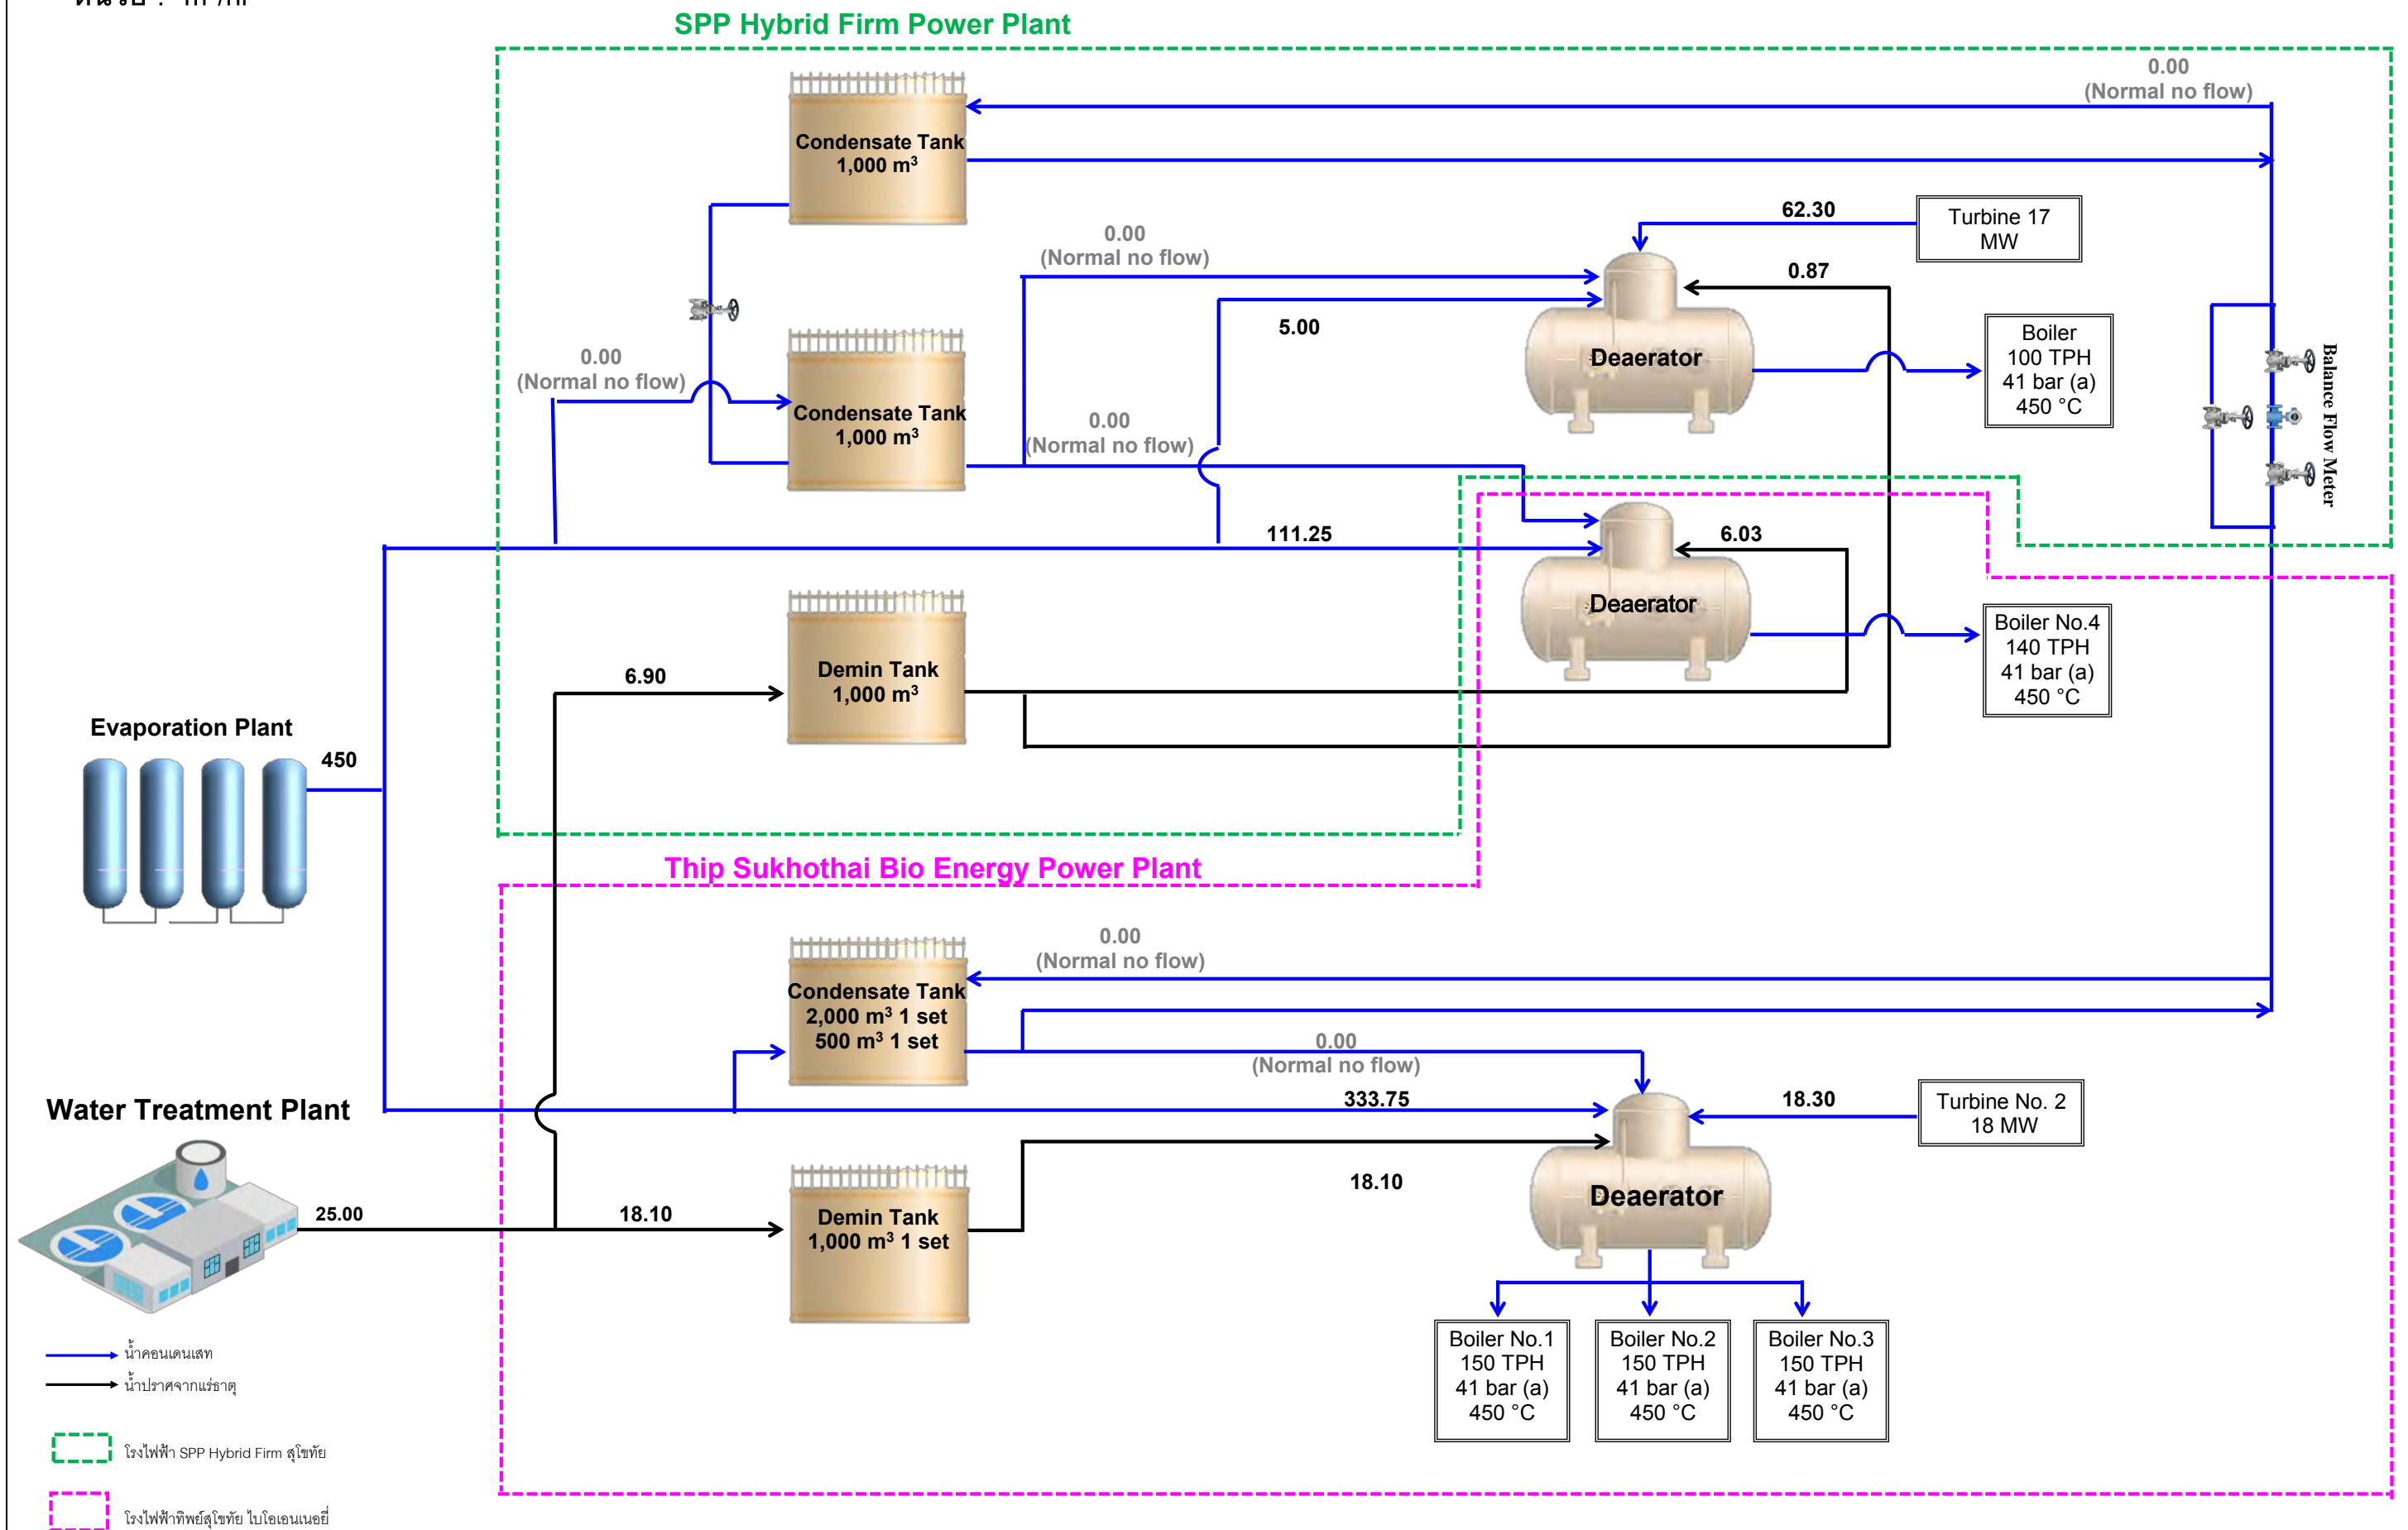 SPP Hybrid Firm Power Plant
0.00
(Normal no flow)
Condensate Tank
1,000 m³
62.30
Turbine 17
MW
0.00
(Normal no flow)
0.87
5.00
Boiler
100 TPH
41 bar (a)
450 °C
Deaerator
Balance Flow Meter
0.00
(Normal no flow)
Condensate Tank
1,000 m³
0.00
(Normal no flow)
111.25
6.03
Deaerator
Boiler No.4
140 TPH
41 bar (a)
450 °C
6.90
Demin Tank
1,000 m³
Evaporation Plant
450
Thip Sukhothai Bio Energy Power Plant
0.00
(Normal no flow)
Condensate Tank
2,000 m³ 1 set
500 m³ 1 set
0.00
(Normal no flow)
333.75
18.30
Turbine No. 2
18 MW
Water Treatment Plant
25.00
18.10
Demin Tank
1,000 m³ 1 set
18.10
Deaerator
Boiler No.1
150 TPH
41 bar (a)
450 °C
Boiler No.2
150 TPH
41 bar (a)
450 °C
Boiler No.3
150 TPH
41 bar (a)
450 °C
น้ำคอนเดนเสท
น้ำปราศจากแร่ธาตุ
โรงไฟฟ้า SPP Hybrid Firm สุโขทัย
โรงไฟฟ้าทิพย์สุโขทัย ไบโอเอนเนอยี่